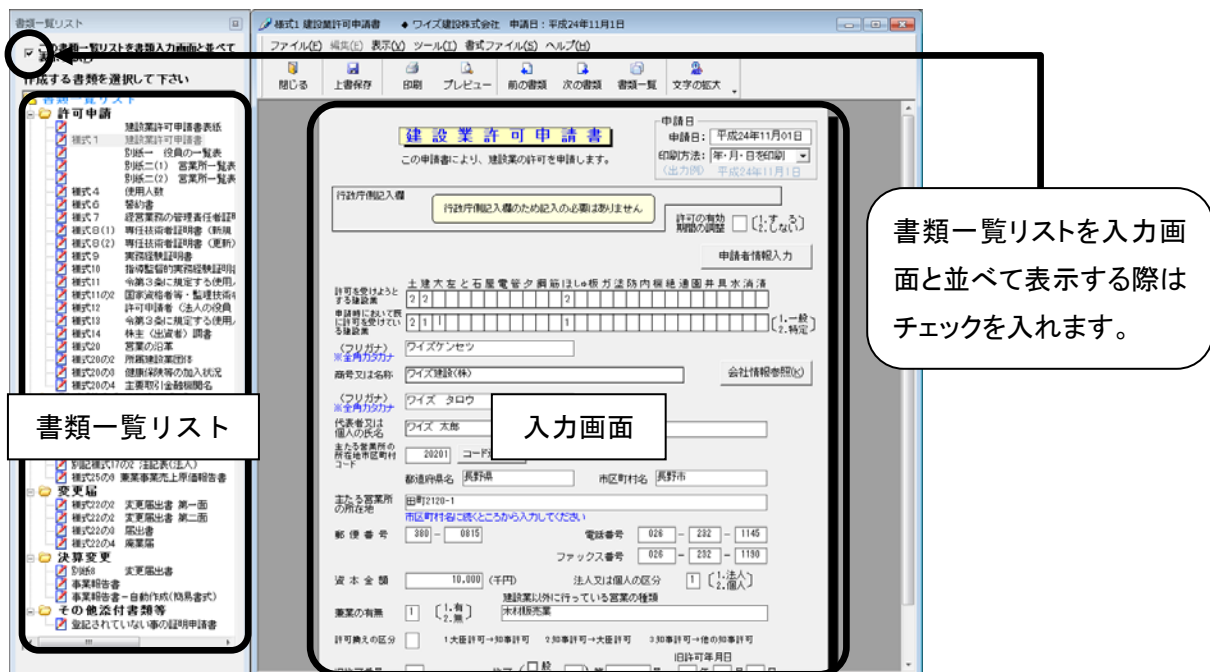 書類一覧リスト
この書類一覧リストを書類入力画面と並べて
作成する書類を選択して下さい
書類一覧リスト
許可申請
建設業許可申請書表紙
様式1 建設業許可申請書
別紙一 役員の一覧表
別紙二(1) 営業所一覧表
別紙二(2) 営業所一覧表
様式4 使用人数
様式6 誓約書
様式7 経営業務の管理責任者証
様式8(1) 専任技術者証明書(新規
様式8(2) 専任技術者証明書(更新)
様式9 実務経験証明書
様式10 指導監督的実務経験証明
様式11 令第3条に規定する使用
様式11の2 国家資格者等・監理技術
様式12 許可申請者(法人の役員
様式13 令第3条に規定する使用
様式14 株主(出資者)調書
様式20 営業の沿革
様式20の2 所属建設業団体
様式20の3 健康保険等の加入状況
様式20の4 主要取引金融機関名
書類一覧リスト
別記様式17の2 注記表(法人)
様式25の9 兼業事業売上原価報告書
変更届
様式22の2 変更届出書 第一面
様式22の2 変更届出書 第二面
様式22の3 届出書
様式22の4 廃業届
決算変更
別紙8 変更届出書
事業報告書
事業報告書-自動作成(簡易書式)
その他添付書類等
登記されていない事の証明申請書
様式1 建設業許可申請書 ◆ ワイズ建設株式会社 申請日:平成24年11月1日
ファイル(F) 編集(E) 表示(V) ツール(T) 書式ファイル(S) ヘルプ(H)
閉じる 上書保存 印刷 プレビュー 前の書類 次の書類 書類一覧 文字の拡大
建設業許可申請書
この申請書により、建設業の許可を申請します。
申請日
申請日: 平成24年11月01日
印刷方法: 年・月・日を印刷
(出力例) 平成24年11月1日
行政庁側記入欄
行政庁側記入欄のため記入の必要はありません
許可の有効期間の調整 (1.する 2.しない)
申請者情報入力
土建大左と石屋電管タ鋼筋ほしゅ板ガ塗防内機絶通園井具水消清
許可を受けようとする建設業 2 2 2
申請時において既に許可を受けている建設業 2 1 1 1 (1.一般 2.特定)
(フリガナ) ワイズケンセツ
※全角カタカナ
商号又は名称 ワイズ建設(株) 会社情報参照(K)
(フリガナ) ワイズ タロウ
※全角カタカナ
代表者又は個人の氏名 ワイズ 太郎
入力画面
主たる営業所の所在地市区町村コード 20201
都道府県名 長野県 市区町村名 長野市
主たる営業所の所在地 田町2120-1
市区町村名に続くところから入力してください
郵便番号 380 - 0815 電話番号 026 - 232 - 1145
ファックス番号 026 - 232 - 1190
資本金額 10,000 (千円) 法人又は個人の区分 1 (1.法人 2.個人)
建設業以外に行っている営業の種類
兼業の有無 1 (1.有 2.無) 木材販売業
許可換えの区分 1大臣許可→知事許可 2知事許可→大臣許可 3知事許可→他の知事許可
旧許可年月日
書類一覧リストを入力画
面と並べて表示する際は
チェックを入れます。